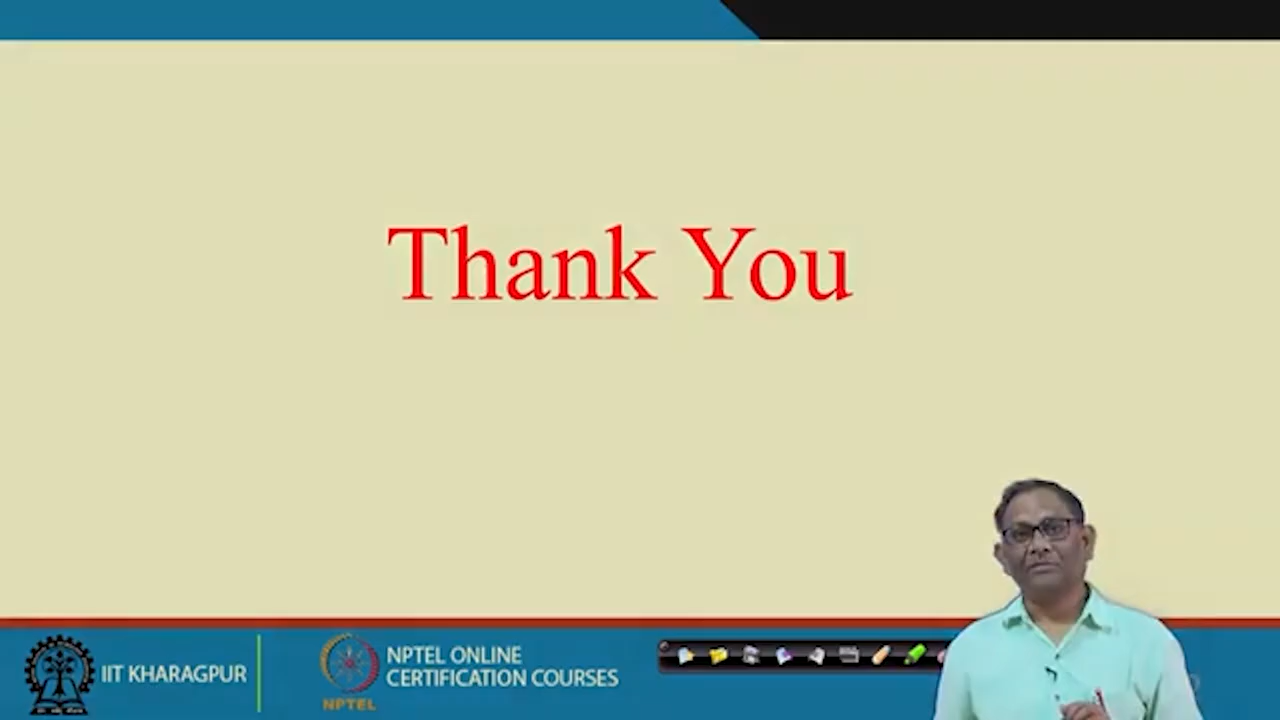 Thank You
IIT KHARAGPUR
NPTEL
NPTEL ONLINE
CERTIFICATION COURSES